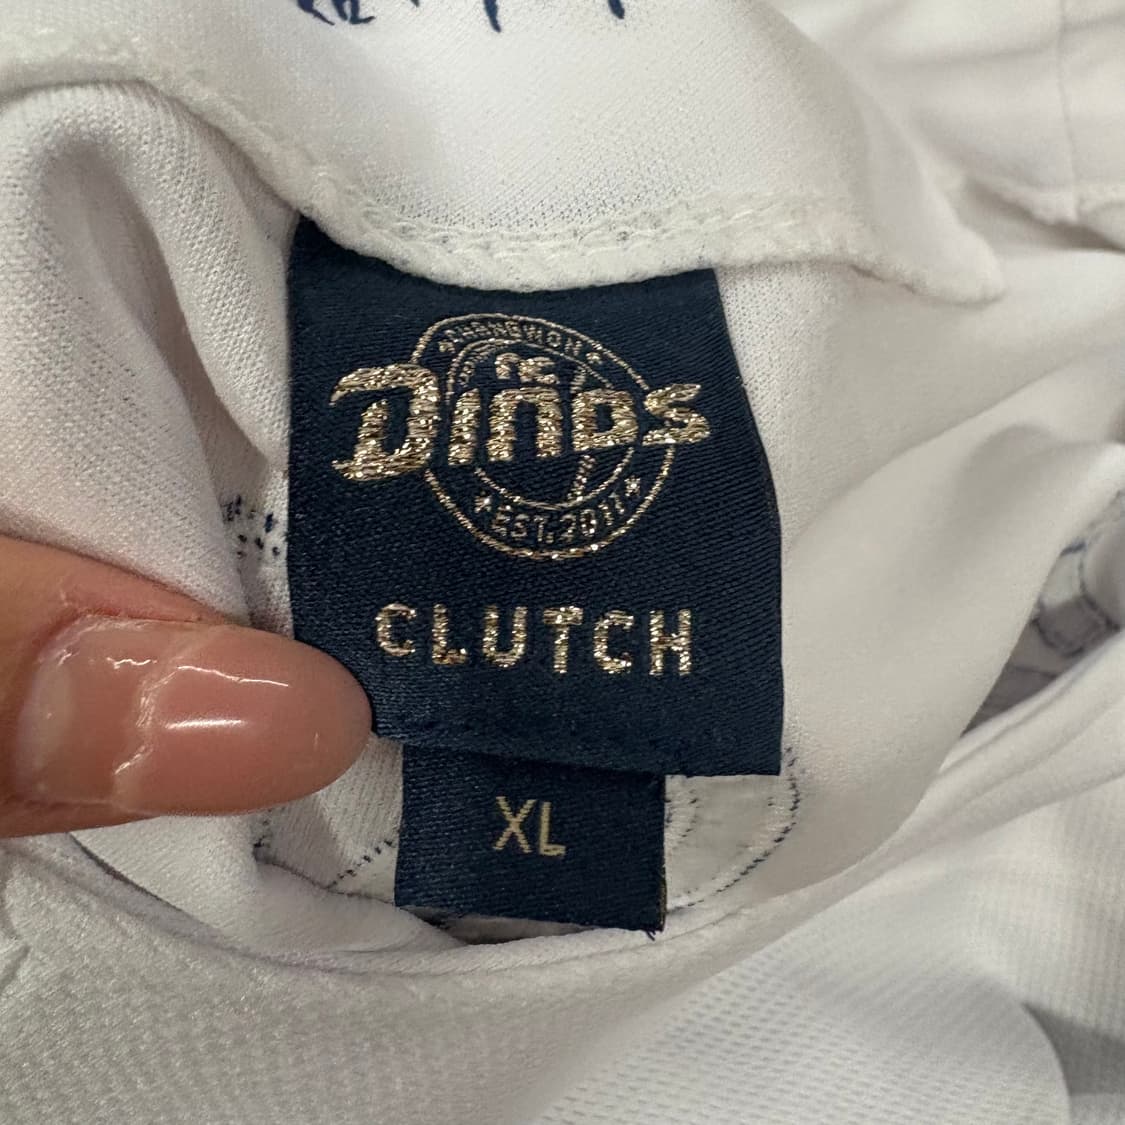 CHANGWON
NC
DINOS
EST.2011
CLUTCH
XL